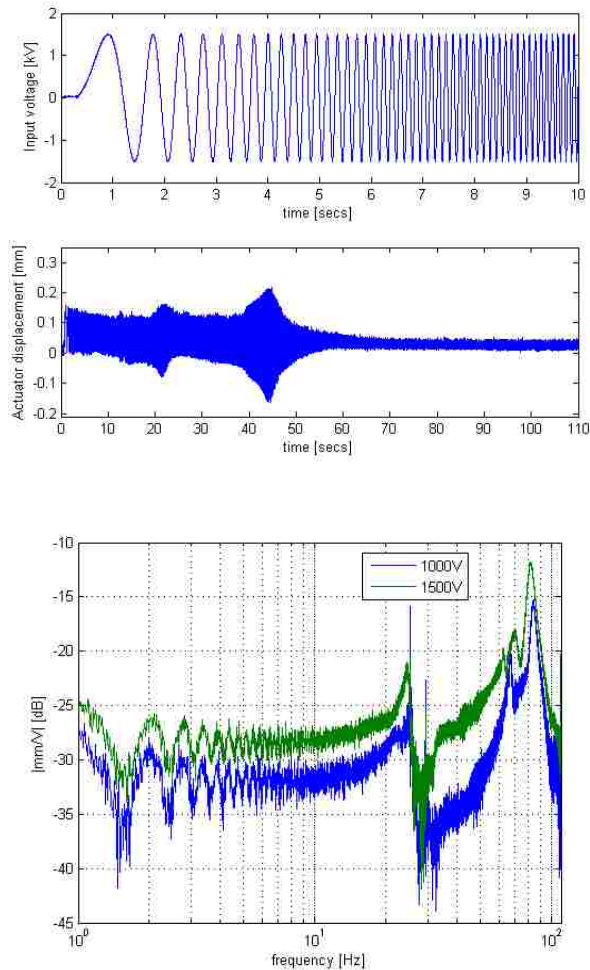 2
1
0
-1
-2
Input voltage [kV]
0 1 2 3 4 5 6 7 8 9 10
time [secs]
0.3
0.2
0.1
0
-0.1
-0.2
Actuator displacement [mm]
0 10 20 30 40 50 60 70 80 90 100 110
time [secs]
-10
-15
-20
-25
-30
-35
-40
-45
|mm/V| [dB]
1000V
1500V
10^0 10^1 10^2
frequency [Hz]